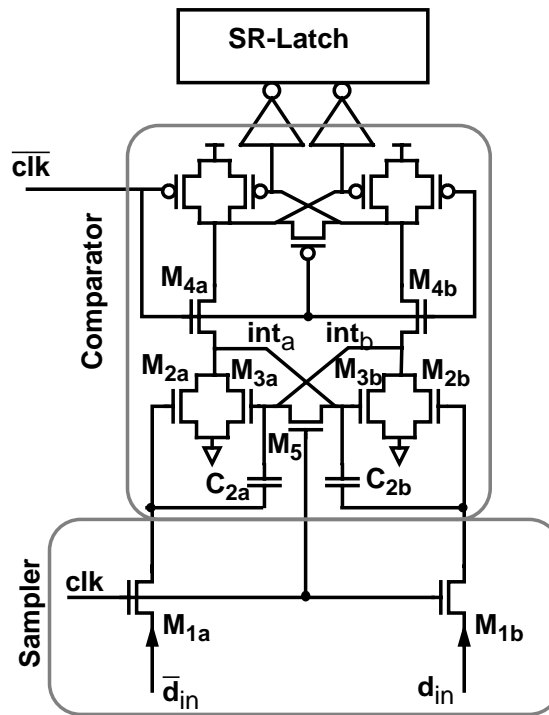 SR-Latch
clk
Comparator
M4a
M4b
inta
intb
M2a
M3a
M3b
M2b
M5
C2a
C2b
Sampler
clk
M1a
M1b
d̅in
din